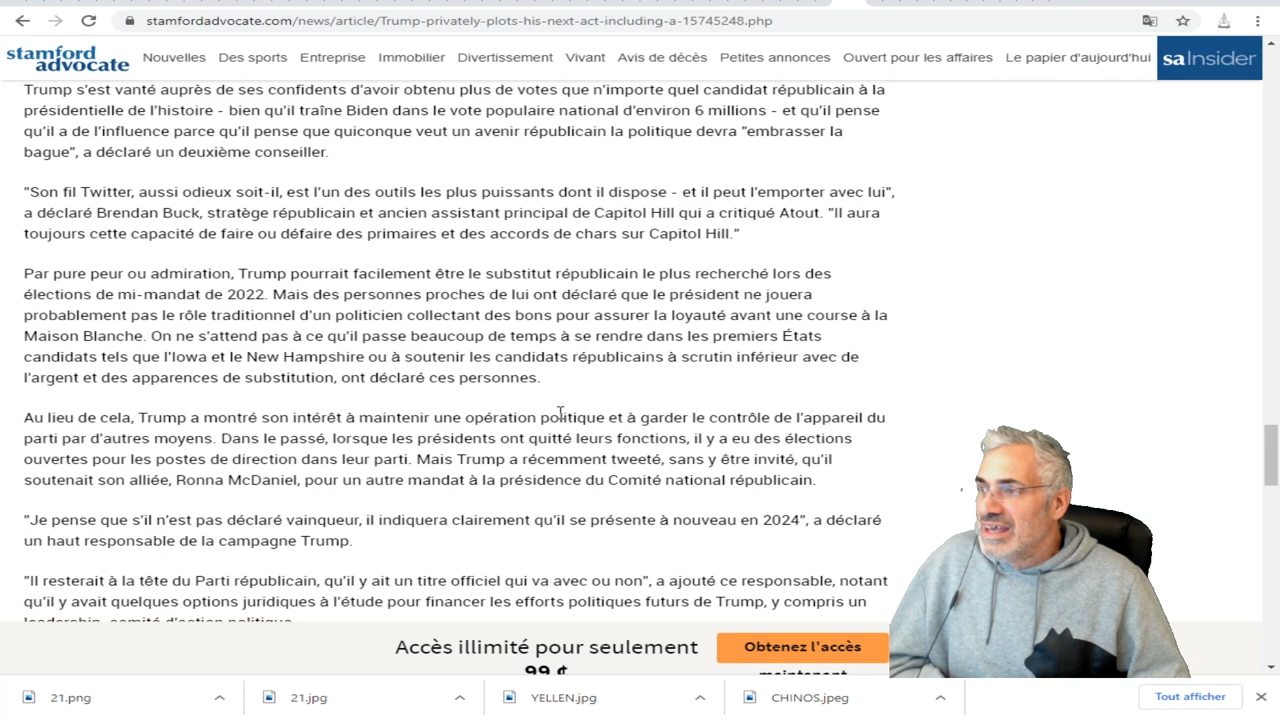 stamfordadvocate.com/news/article/Trump-privately-plots-his-next-act-including-a-15745248.php
stamford
advocate
Nouvelles Des sports Entreprise Immobilier Divertissement Vivant Avis de décès Petites annonces Ouvert pour les affaires Le papier d'aujourd'hui saInsider
Trump s'est vanté auprès de ses confidents d'avoir obtenu plus de votes que n'importe quel candidat républicain à la
présidentielle de l'histoire - bien qu'il traîne Biden dans le vote populaire national d'environ 6 millions - et qu'il pense
qu'il a de l'influence parce qu'il pense que quiconque veut un avenir républicain la politique devra "embrasser la
bague", a déclaré un deuxième conseiller.
"Son fil Twitter, aussi odieux soit-il, est l'un des outils les plus puissants dont il dispose - et il peut l'emporter avec lui",
a déclaré Brendan Buck, stratège républicain et ancien assistant principal de Capitol Hill qui a critiqué Atout. "Il aura
toujours cette capacité de faire ou défaire des primaires et des accords de chars sur Capitol Hill."
Par pure peur ou admiration, Trump pourrait facilement être le substitut républicain le plus recherché lors des
élections de mi-mandat de 2022. Mais des personnes proches de lui ont déclaré que le président ne jouera
probablement pas le rôle traditionnel d'un politicien collectant des bons pour assurer la loyauté avant une course à la
Maison Blanche. On ne s'attend pas à ce qu'il passe beaucoup de temps à se rendre dans les premiers États
candidats tels que l'Iowa et le New Hampshire ou à soutenir les candidats républicains à scrutin inférieur avec de
l'argent et des apparences de substitution, ont déclaré ces personnes.
Au lieu de cela, Trump a montré son intérêt à maintenir une opération politique et à garder le contrôle de l'appareil du
parti par d'autres moyens. Dans le passé, lorsque les présidents ont quitté leurs fonctions, il y a eu des élections
ouvertes pour les postes de direction dans leur parti. Mais Trump a récemment tweeté, sans y être invité, qu'il
soutenait son alliée, Ronna McDaniel, pour un autre mandat à la présidence du Comité national républicain.
"Je pense que s'il n'est pas déclaré vainqueur, il indiquera clairement qu'il se présente à nouveau en 2024", a déclaré
un haut responsable de la campagne Trump.
"Il resterait à la tête du Parti républicain, qu'il y ait un titre officiel qui va avec ou non", a ajouté ce responsable, notant
qu'il y avait quelques options juridiques à l'étude pour financer les efforts politiques futurs de Trump, y compris un
leadership, comité d'action politique
Accès illimité pour seulement
99 ¢
Obtenez l'accès
maintenant
21.png 21.jpg YELLEN.jpg CHINOS.jpeg Tout afficher